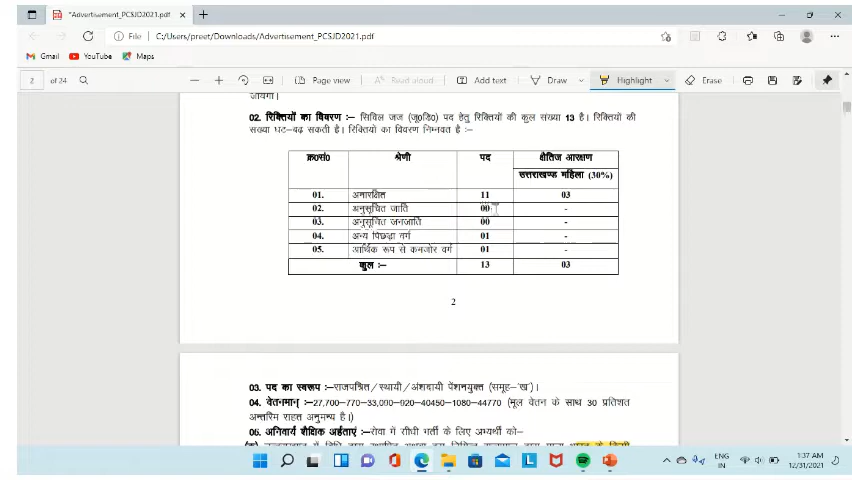 *Advertisement_PCSJD2021.pdf
File C:/Users/preet/Downloads/Advertisement_PCSJD2021.pdf
Gmail YouTube Maps
2 of 24 Page view Read aloud Add text Draw Highlight Erase
जायेगा।
02. रिक्तियों का विवरण :– सिविल जज (जू0डि0) पद हेतु रिक्तियों की कुल संख्या 13 है। रिक्तियों की
संख्या घट–बढ़ सकती है। रिक्तियों का विवरण निम्नवत है :–
क्र0सं0 श्रेणी पद क्षैतिज आरक्षण
उत्तराखण्ड महिला (30%)
01. अनारक्षित 11 03
02. अनुसूचित जाति 00 -
03. अनुसूचित जनजाति 00 -
04. अन्य पिछड़ा वर्ग 01 -
05. आर्थिक रूप से कमजोर वर्ग 01 -
कुल :– 13 03
2
03. पद का स्वरूप :–राजपत्रित/स्थायी/अंशदायी पेंशनयुक्त (समूह–'ख')।
04. वेतनमान :–27,700-770-33,090-920-40450-1080-44770 (मूल वेतन के साथ 30 प्रतिशत
अन्तरिम राहत अनुमन्य है।)
05. अनिवार्य शैक्षिक अर्हताएं :–सेवा में सीधी भर्ती के लिए अभ्यर्थी को–
ENG
IN
1:37 AM
12/31/2021